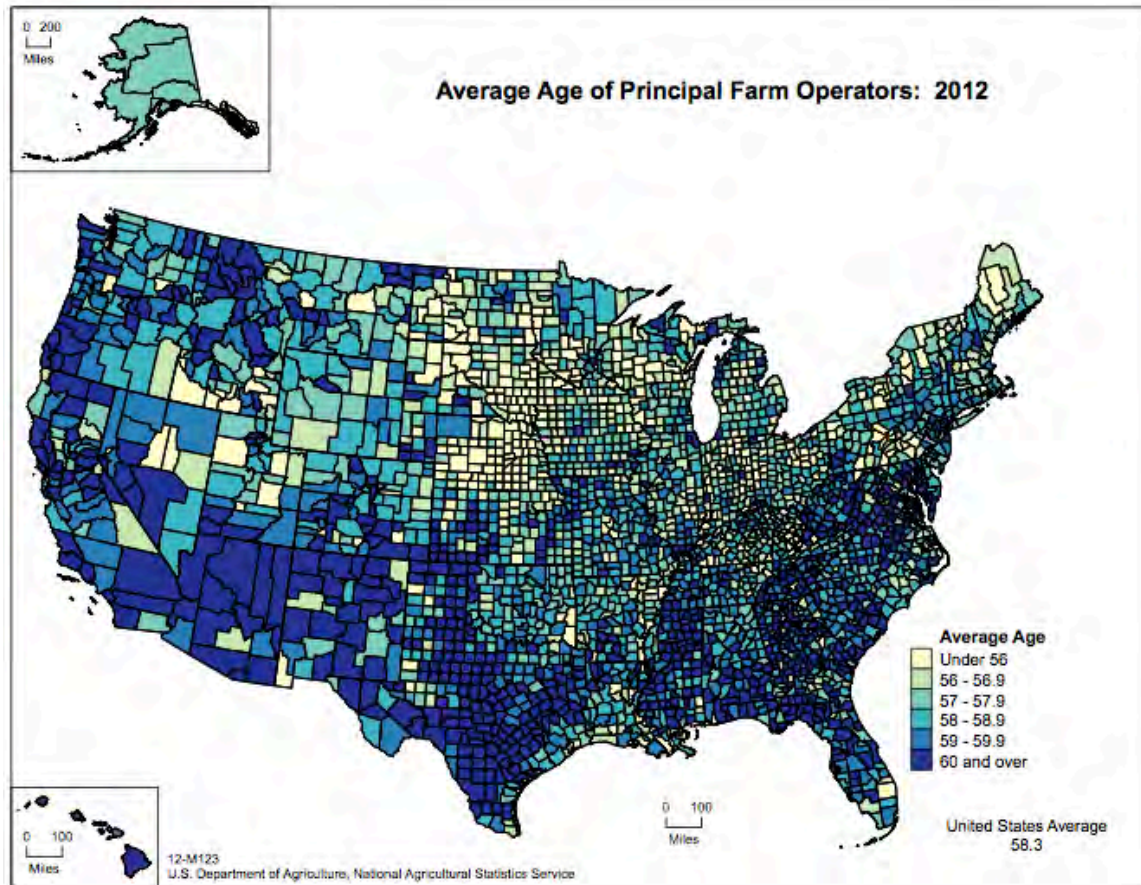 0 200
Miles
Average Age of Principal Farm Operators: 2012
Average Age
Under 56
56 - 56.9
57 - 57.9
58 - 58.9
59 - 59.9
60 and over
0 100
Miles
0 100
Miles
United States Average
58.3
12-M123
U.S. Department of Agriculture, National Agricultural Statistics Service